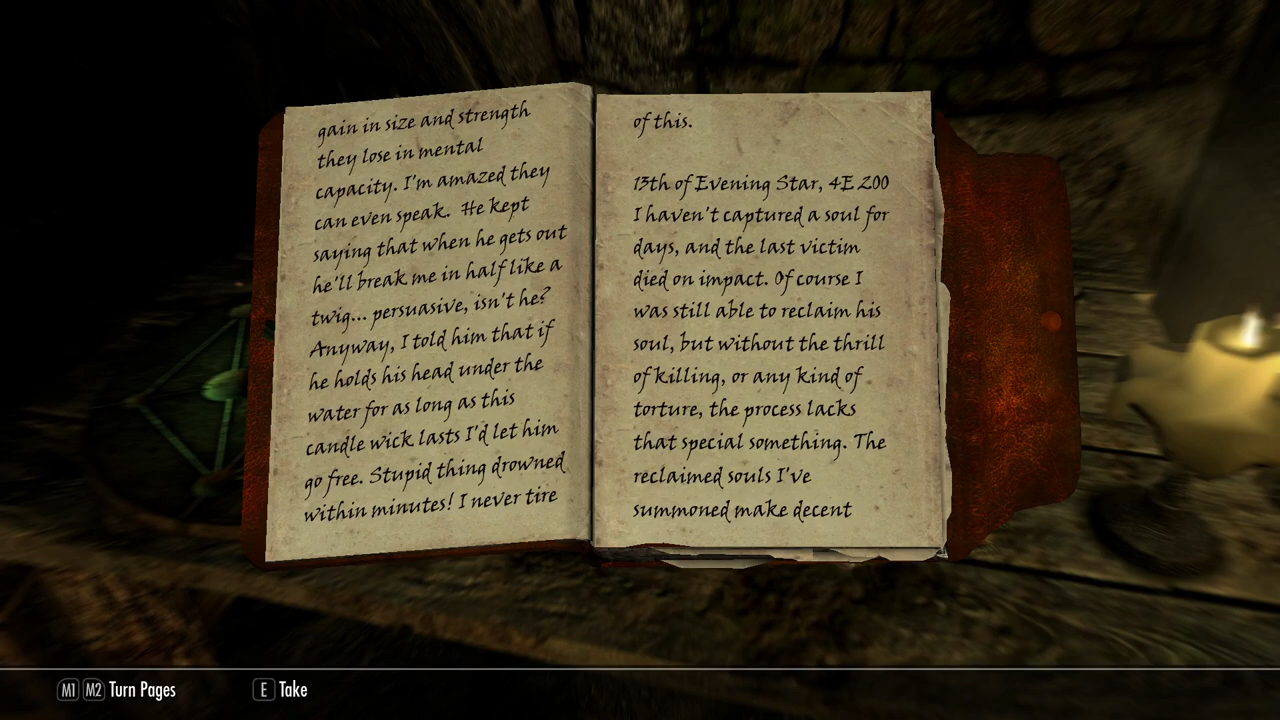 gain in size and strength
they lose in mental
capacity. I'm amazed they
can even speak.  He kept
saying that when he gets out
he'll break me in half like a
twig... persuasive, isn't he?
Anyway, I told him that if
he holds his head under the
water for as long as this
candle wick lasts I'd let him
go free. Stupid thing drowned
within minutes! I never tire
of this.
13th of Evening Star, 4E 200
I haven't captured a soul for
days, and the last victim
died on impact. Of course I
was still able to reclaim his
soul, but without the thrill
of killing, or any kind of
torture, the process lacks
that special something. The
reclaimed souls I've
summoned make decent
M1 M2 Turn Pages
E Take